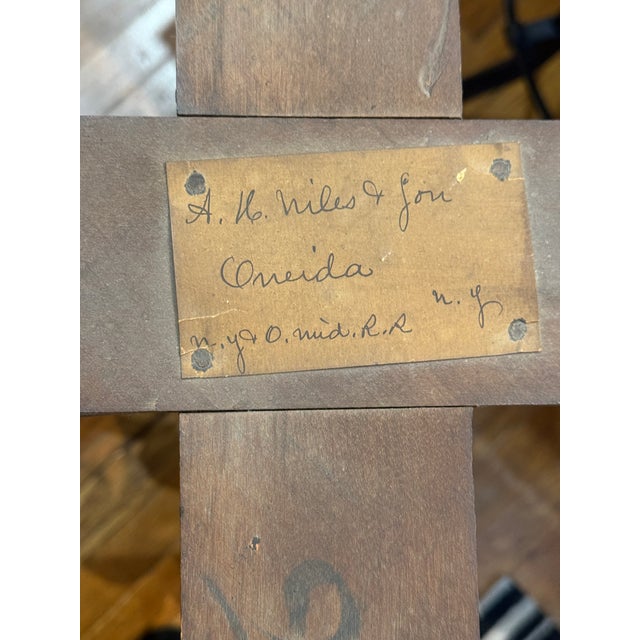 A. H. Niles & Son
Oneida
N. Y.
N. Y. & O. Mid. R. R